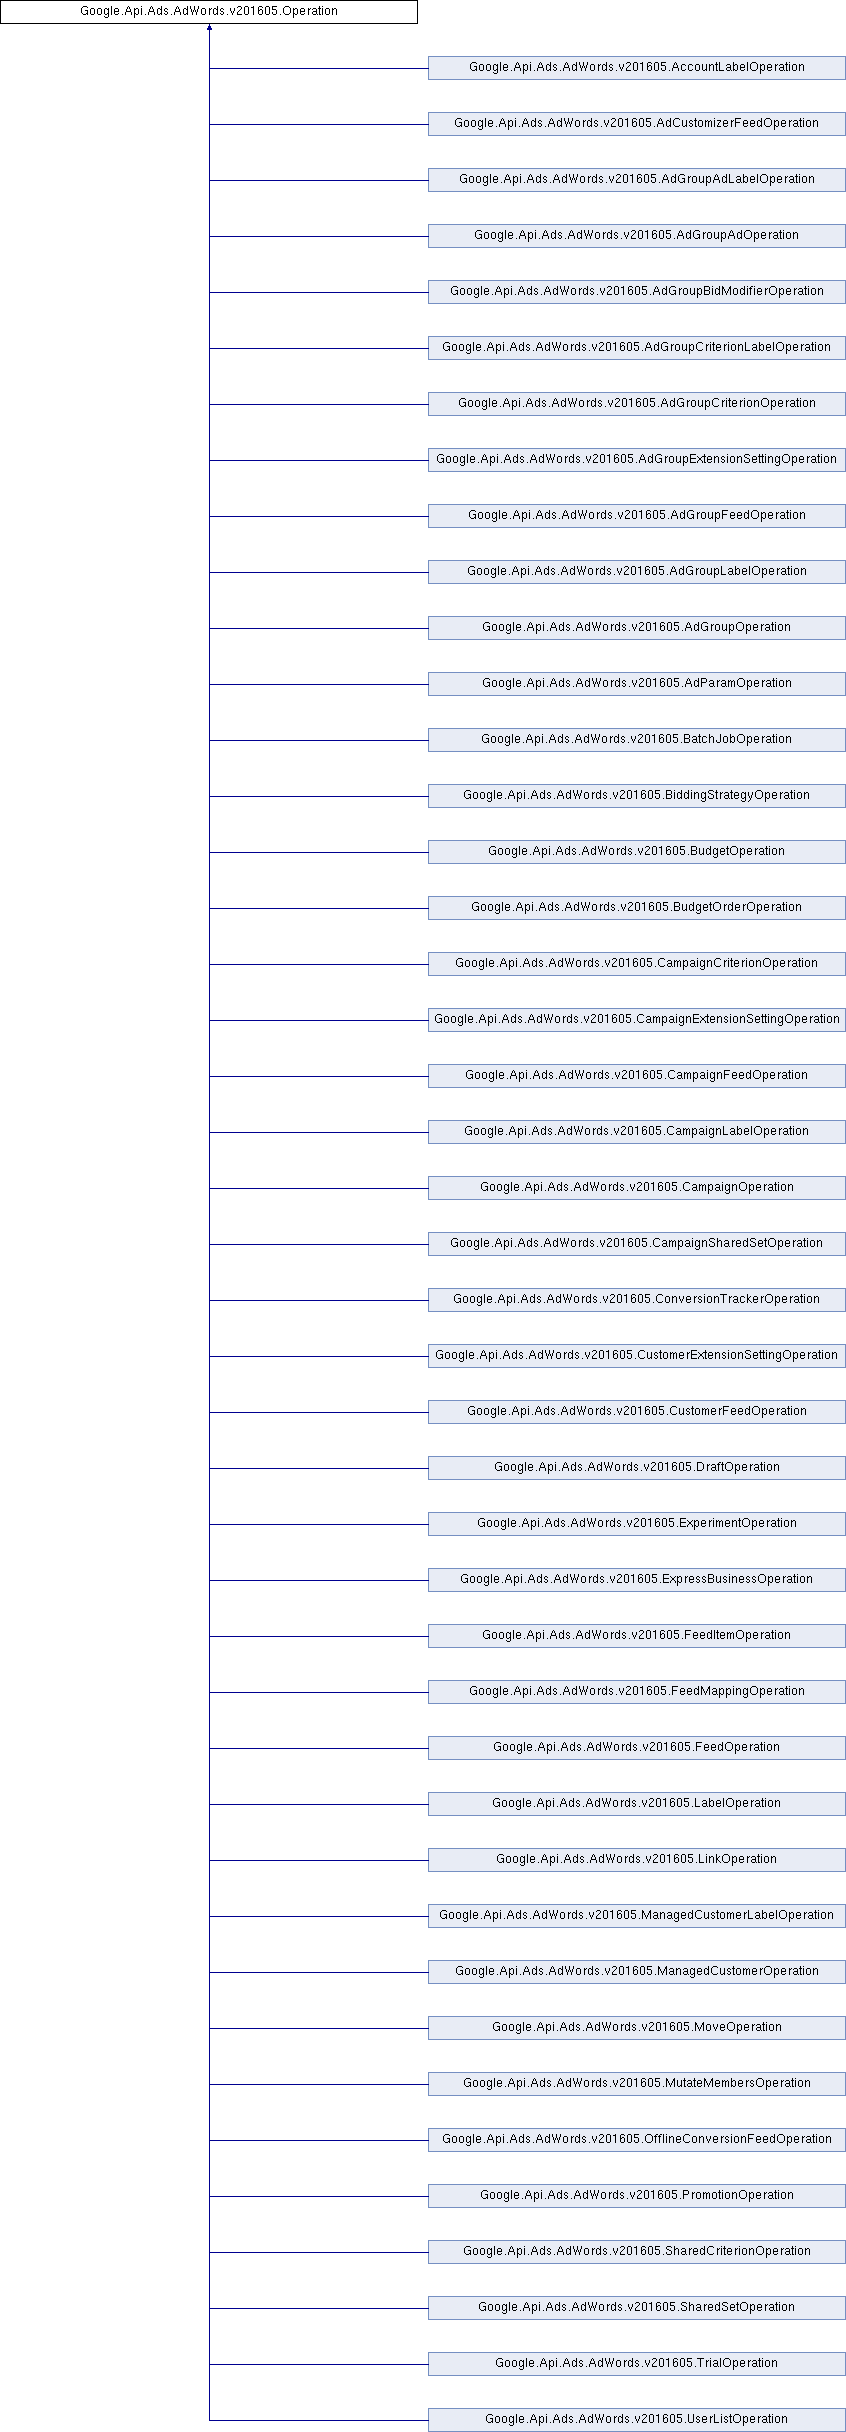 Google.Api.Ads.AdWords.v201605.Operation
Google.Api.Ads.AdWords.v201605.AccountLabelOperation
Google.Api.Ads.AdWords.v201605.AdCustomizerFeedOperation
Google.Api.Ads.AdWords.v201605.AdGroupAdLabelOperation
Google.Api.Ads.AdWords.v201605.AdGroupAdOperation
Google.Api.Ads.AdWords.v201605.AdGroupBidModifierOperation
Google.Api.Ads.AdWords.v201605.AdGroupCriterionLabelOperation
Google.Api.Ads.AdWords.v201605.AdGroupCriterionOperation
Google.Api.Ads.AdWords.v201605.AdGroupExtensionSettingOperation
Google.Api.Ads.AdWords.v201605.AdGroupFeedOperation
Google.Api.Ads.AdWords.v201605.AdGroupLabelOperation
Google.Api.Ads.AdWords.v201605.AdGroupOperation
Google.Api.Ads.AdWords.v201605.AdParamOperation
Google.Api.Ads.AdWords.v201605.BatchJobOperation
Google.Api.Ads.AdWords.v201605.BiddingStrategyOperation
Google.Api.Ads.AdWords.v201605.BudgetOperation
Google.Api.Ads.AdWords.v201605.BudgetOrderOperation
Google.Api.Ads.AdWords.v201605.CampaignCriterionOperation
Google.Api.Ads.AdWords.v201605.CampaignExtensionSettingOperation
Google.Api.Ads.AdWords.v201605.CampaignFeedOperation
Google.Api.Ads.AdWords.v201605.CampaignLabelOperation
Google.Api.Ads.AdWords.v201605.CampaignOperation
Google.Api.Ads.AdWords.v201605.CampaignSharedSetOperation
Google.Api.Ads.AdWords.v201605.ConversionTrackerOperation
Google.Api.Ads.AdWords.v201605.CustomerExtensionSettingOperation
Google.Api.Ads.AdWords.v201605.CustomerFeedOperation
Google.Api.Ads.AdWords.v201605.DraftOperation
Google.Api.Ads.AdWords.v201605.ExperimentOperation
Google.Api.Ads.AdWords.v201605.ExpressBusinessOperation
Google.Api.Ads.AdWords.v201605.FeedItemOperation
Google.Api.Ads.AdWords.v201605.FeedMappingOperation
Google.Api.Ads.AdWords.v201605.FeedOperation
Google.Api.Ads.AdWords.v201605.LabelOperation
Google.Api.Ads.AdWords.v201605.LinkOperation
Google.Api.Ads.AdWords.v201605.ManagedCustomerLabelOperation
Google.Api.Ads.AdWords.v201605.ManagedCustomerOperation
Google.Api.Ads.AdWords.v201605.MoveOperation
Google.Api.Ads.AdWords.v201605.MutateMembersOperation
Google.Api.Ads.AdWords.v201605.OfflineConversionFeedOperation
Google.Api.Ads.AdWords.v201605.PromotionOperation
Google.Api.Ads.AdWords.v201605.SharedCriterionOperation
Google.Api.Ads.AdWords.v201605.SharedSetOperation
Google.Api.Ads.AdWords.v201605.TrialOperation
Google.Api.Ads.AdWords.v201605.UserListOperation